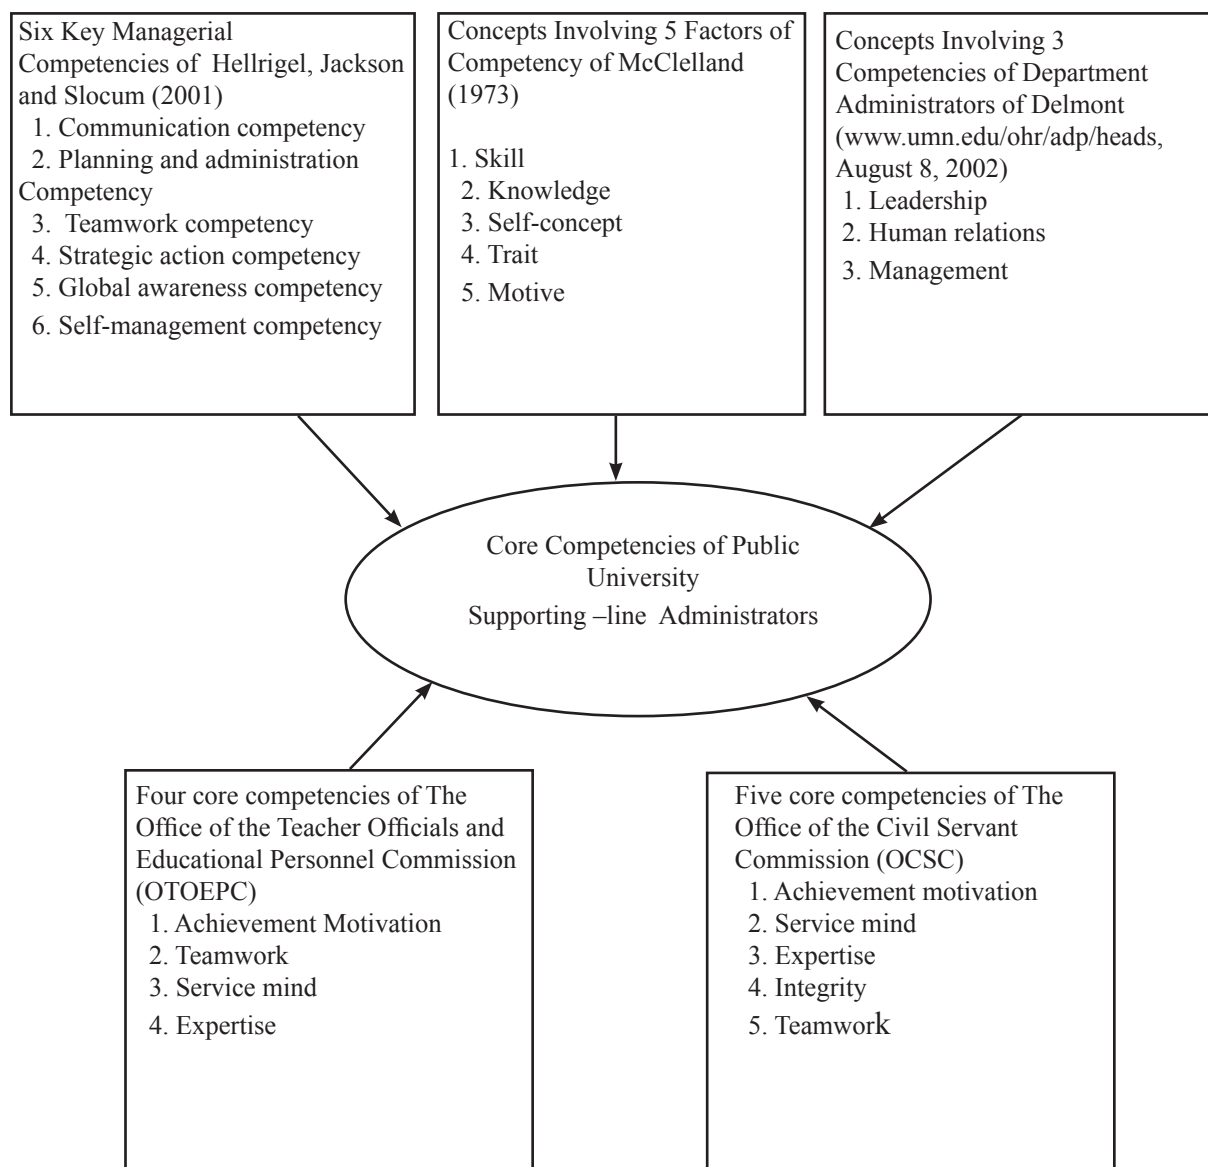 Six Key Managerial
Competencies of  Hellrigel, Jackson
and Slocum (2001)
1. Communication competency
2. Planning and administration
Competency
3.  Teamwork competency
4. Strategic action competency
5. Global awareness competency
6. Self-management competency
Concepts Involving 5 Factors of
Competency of McClelland
(1973)
1. Skill
2. Knowledge
3. Self-concept
4. Trait
5. Motive
Concepts Involving 3
Competencies of Department
Administrators of Delmont
(www.umn.edu/ohr/adp/heads,
August 8, 2002)
1. Leadership
2. Human relations
3. Management
Core Competencies of Public
University
Supporting –line  Administrators
Four core competencies of The
Office of the Teacher Officials and
Educational Personnel Commission
(OTOEPC)
1. Achievement Motivation
2. Teamwork
3. Service mind
4. Expertise
Five core competencies of The
Office of the Civil Servant
Commission (OCSC)
1. Achievement motivation
2. Service mind
3. Expertise
4. Integrity
5. Teamwork